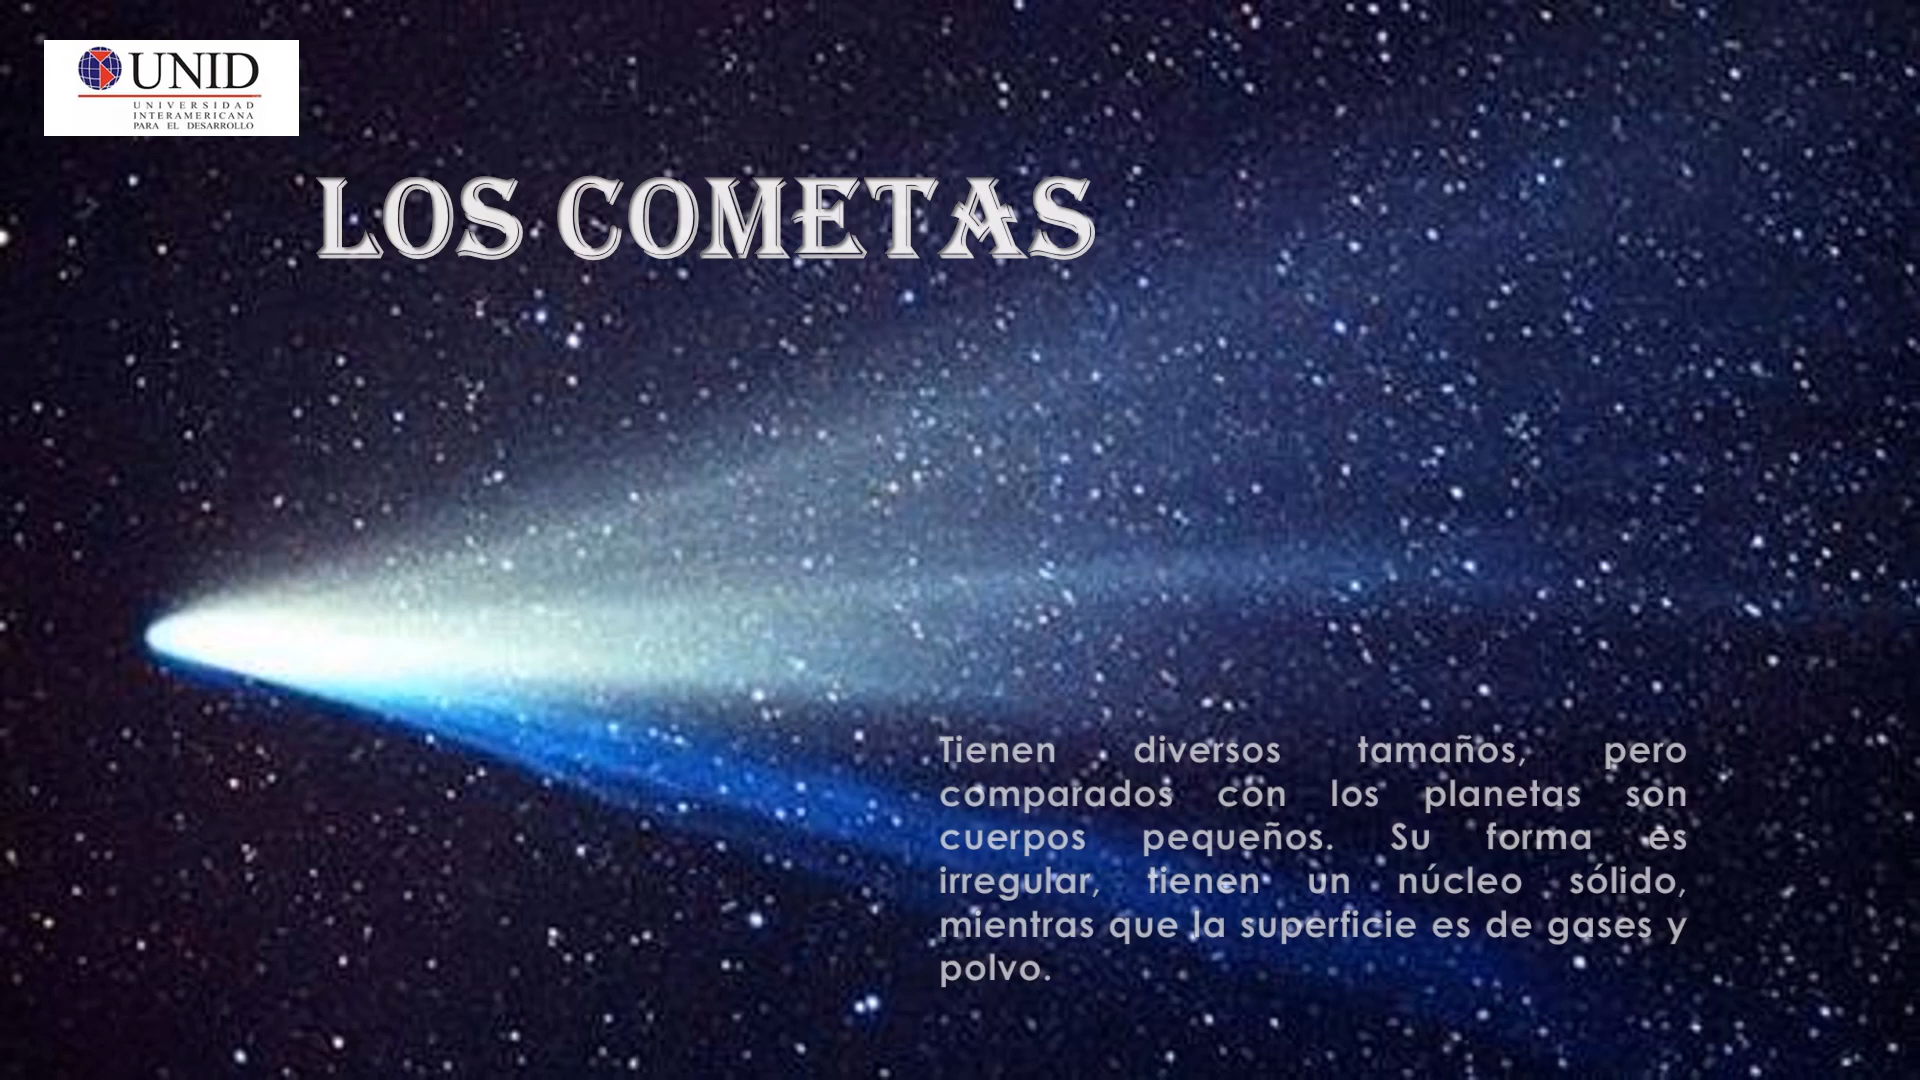 UNID
UNIVERSIDAD
INTERAMERICANA
PARA EL DESARROLLO
LOS COMETAS
Tienen diversos tamaños, pero
comparados con los planetas son
cuerpos pequeños. Su forma es
irregular, tienen un núcleo sólido,
mientras que la superficie es de gases y
polvo.